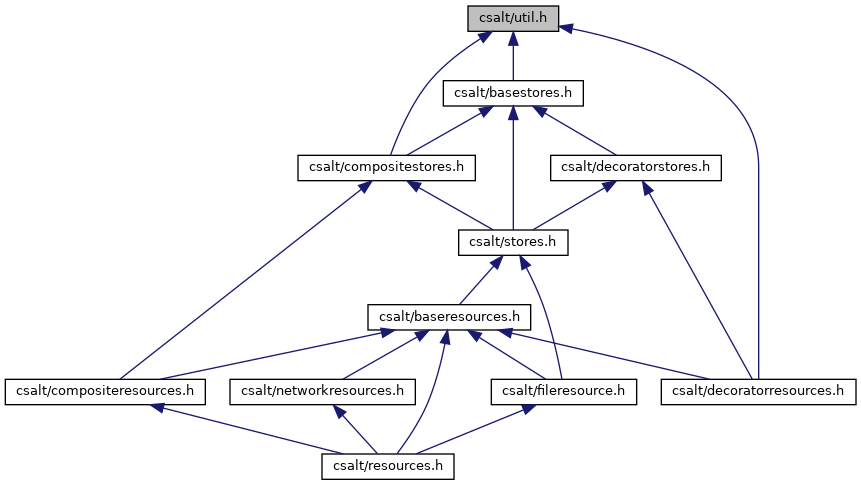 csalt/util.h
csalt/basestores.h
csalt/compositestores.h
csalt/decoratorstores.h
csalt/stores.h
csalt/baseresources.h
csalt/compositeresources.h
csalt/networkresources.h
csalt/fileresource.h
csalt/decoratorresources.h
csalt/resources.h